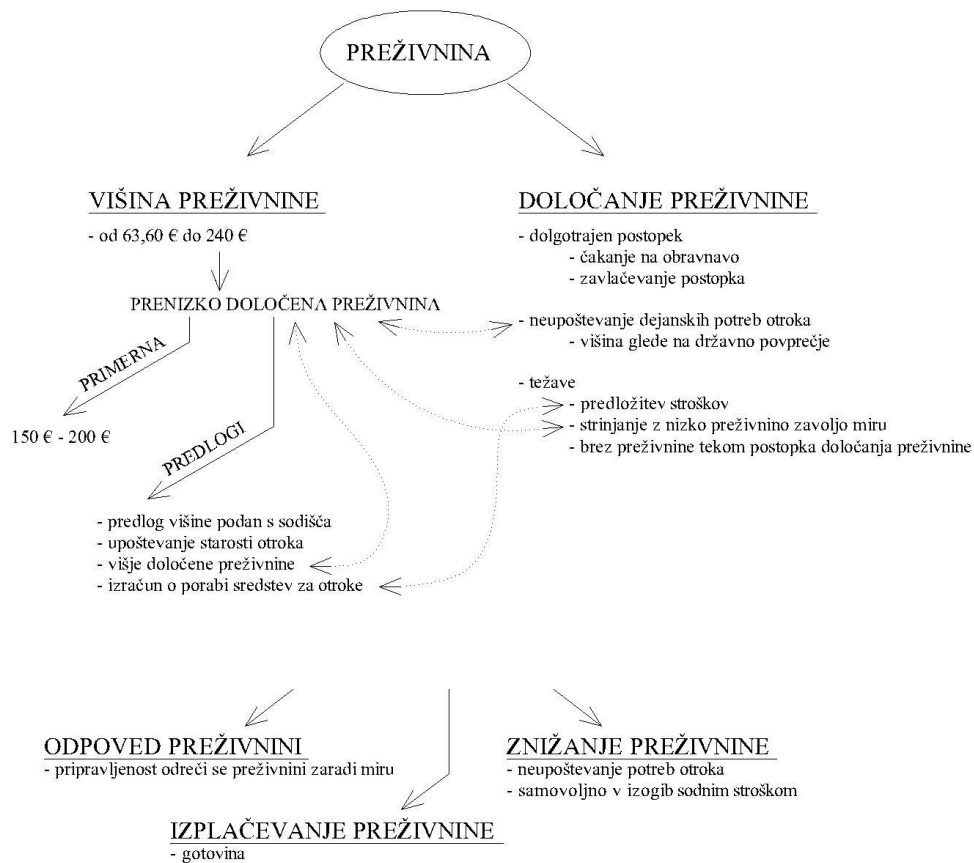 PREŽIVNINA
VIŠINA PREŽIVNINE
- od 63,60 € do 240 €
PRENIZKO DOLOČENA PREŽIVNINA
PRIMERNA
150 € - 200 €
PREDLOGI
- predlog višine podan s sodišča
- upoštevanje starosti otroka
- višje določene preživnine
- izračun o porabi sredstev za otroke
DOLOČANJE PREŽIVNINE
- dolgotrajen postopek
- čakanje na obravnavo
- zavlačevanje postopka
- neupoštevanje dejanskih potreb otroka
- višina glede na državno povprečje
- težave
- predložitev stroškov
- strinjanje z nizko preživnino zavoljo miru
- brez preživnine tekom postopka določanja preživnine
ODPOVED PREŽIVNINI
- pripravljenost odreči se preživnini zaradi miru
IZPLAČEVANJE PREŽIVNINE
- gotovina
ZNIŽANJE PREŽIVNINE
- neupoštevanje potreb otroka
- samovoljno v izogib sodnim stroškom